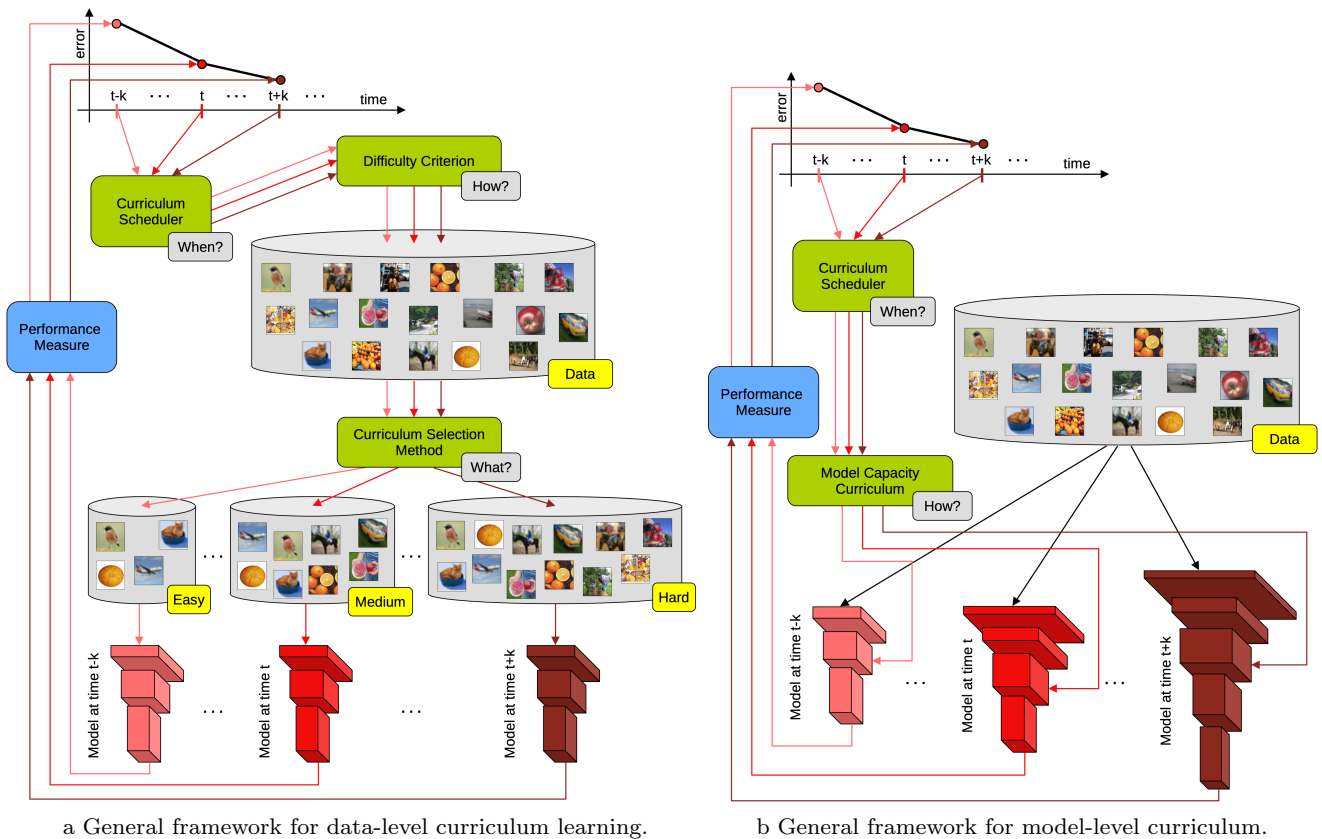 error
t-k ... t ... t+k ...
time
Difficulty Criterion
How?
Curriculum
Scheduler
When?
Performance
Measure
Data
Curriculum Selection
Method
What?
...
...
Easy
Medium
Hard
Model at time t-k
...
Model at time t
...
Model at time t+k
a General framework for data-level curriculum learning.
error
t-k ... t ... t+k ...
time
Curriculum
Scheduler
When?
Performance
Measure
Data
Model Capacity
Curriculum
How?
Model at time t-k
...
Model at time t
...
Model at time t+k
b General framework for model-level curriculum.